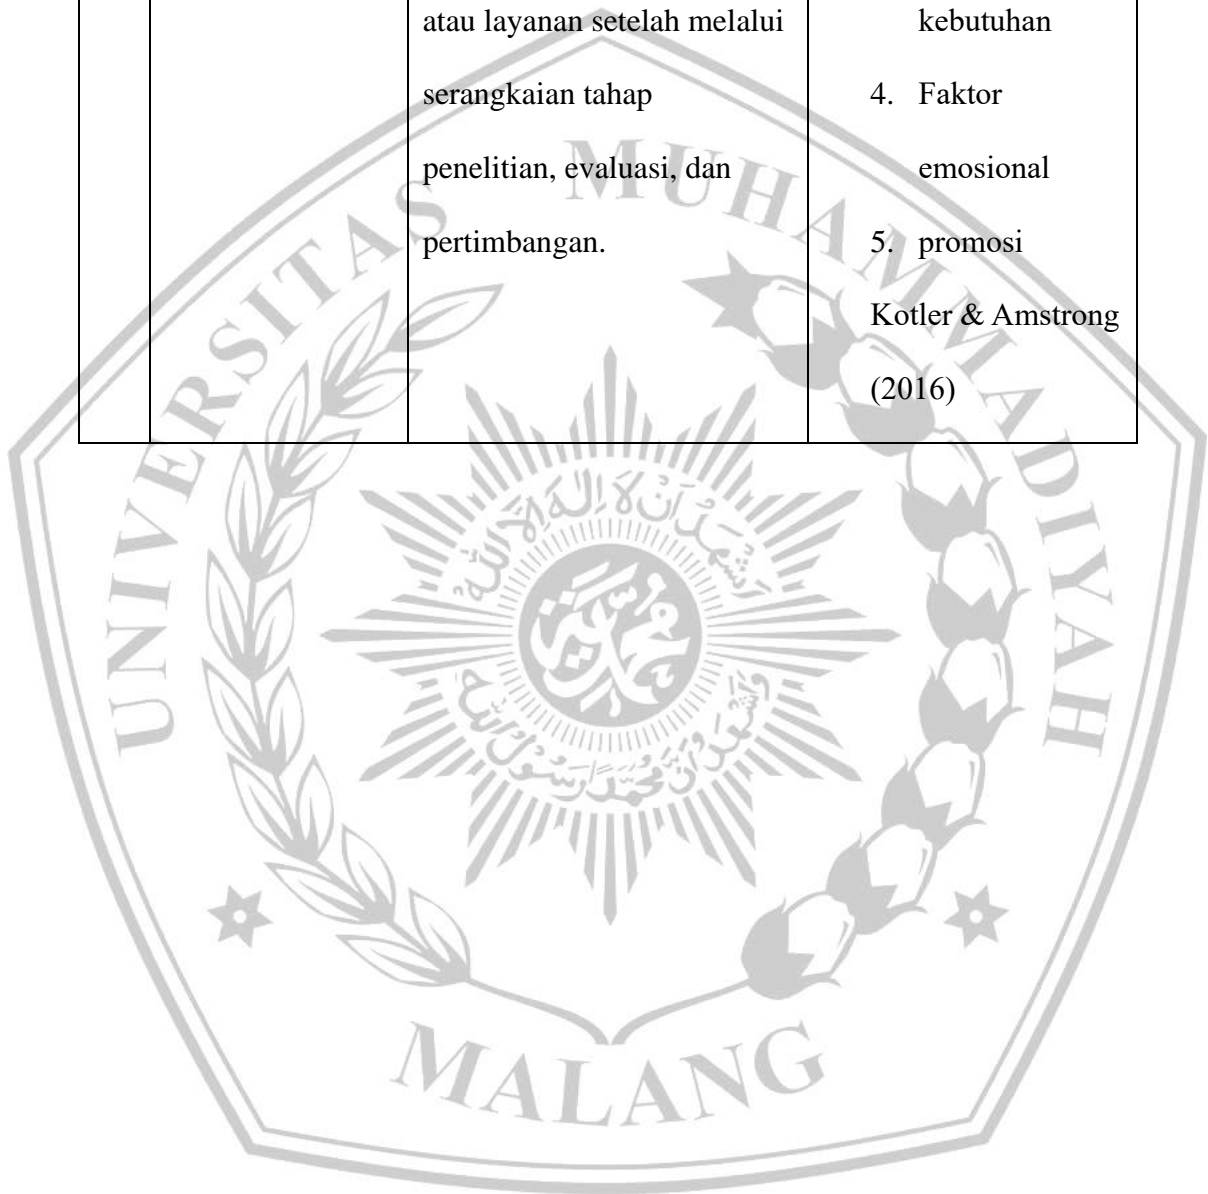 atau layanan setelah melalui
serangkaian tahap
penelitian, evaluasi, dan
pertimbangan.
kebutuhan
4. Faktor
emosional
5. promosi
Kotler & Amstrong
(2016)
UNIVERSITAS MUHAMMADIYAH
MALANG